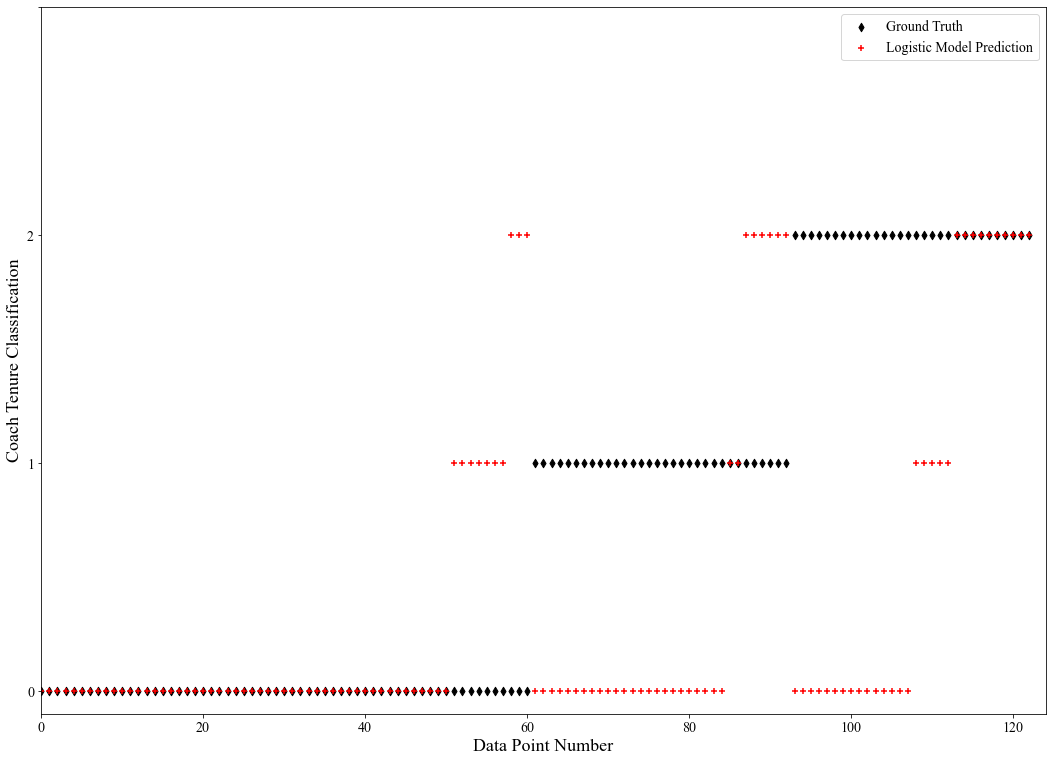 Ground Truth
Logistic Model Prediction
Coach Tenure Classification
2
1
0
0 20 40 60 80 100 120
Data Point Number